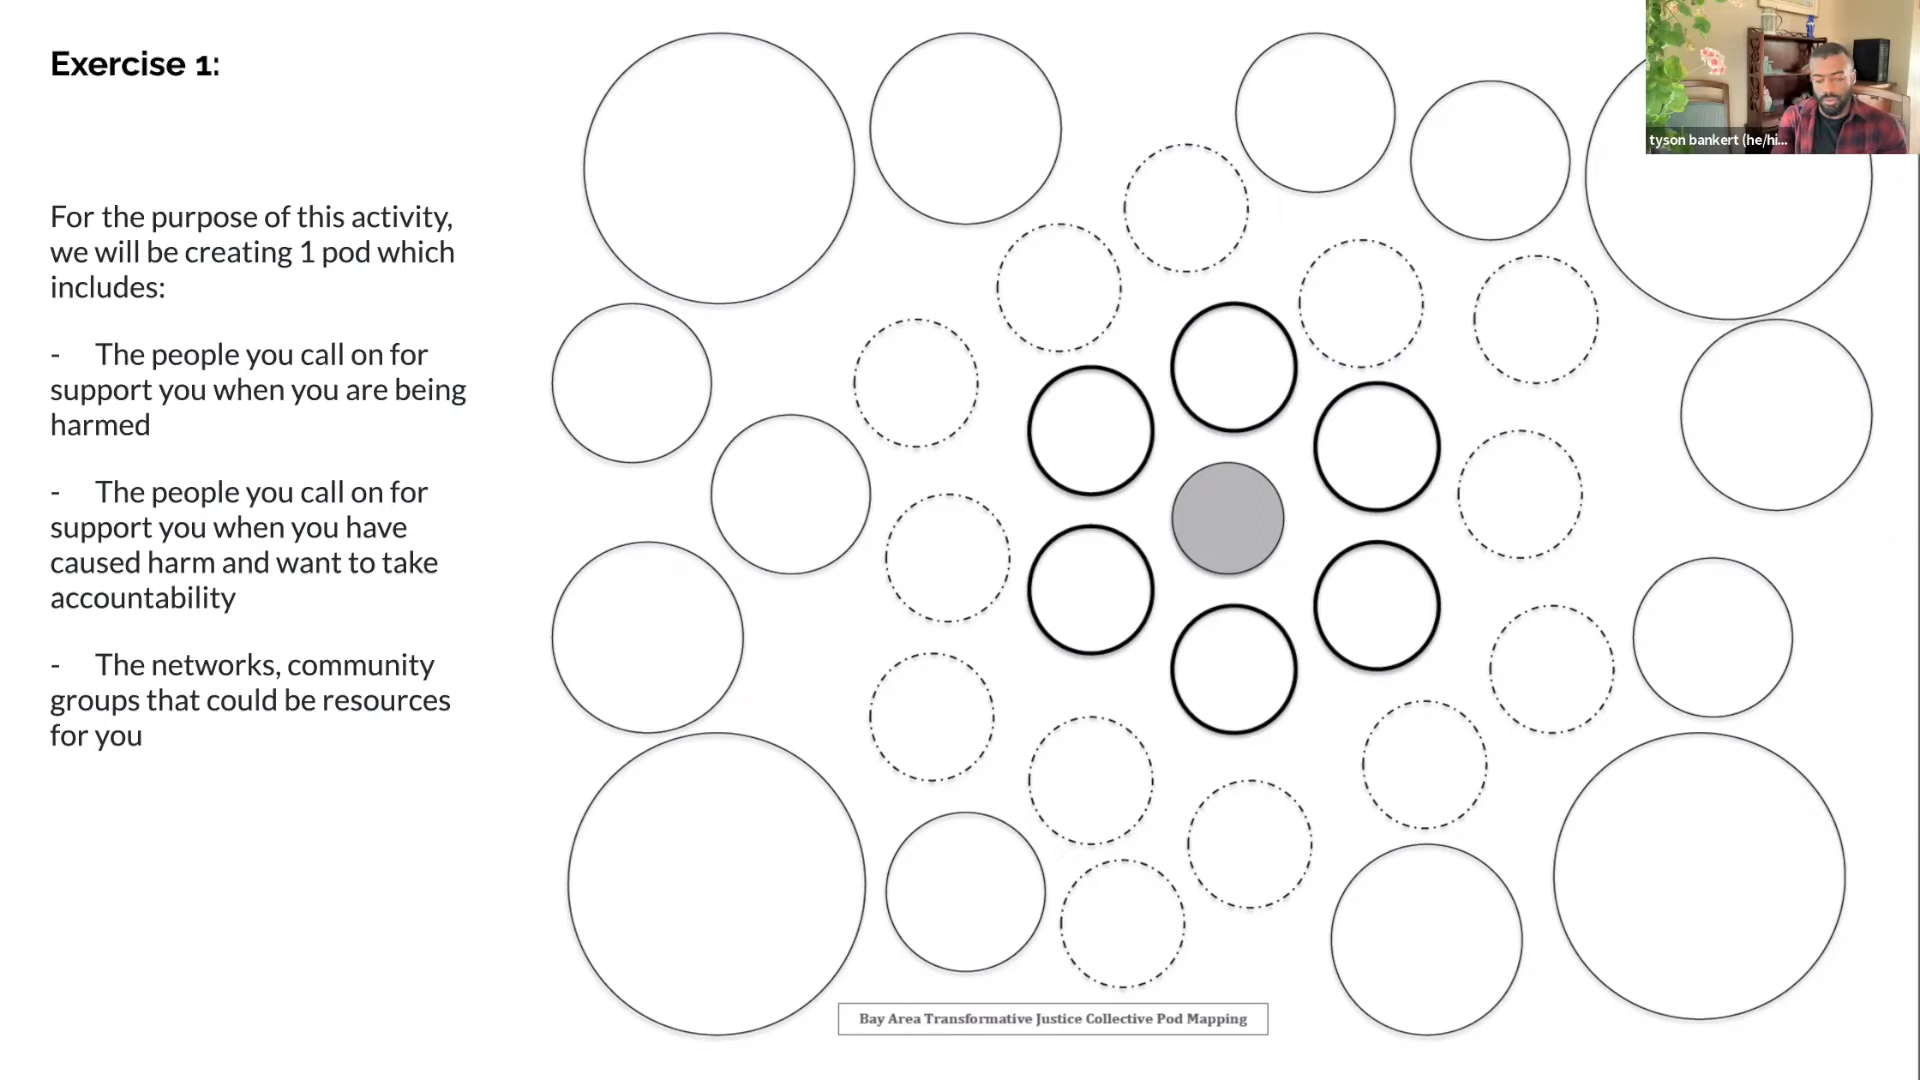 Exercise 1:
tyson bankert (he/hi...
For the purpose of this activity,
we will be creating 1 pod which
includes:
- The people you call on for
support you when you are being
harmed
- The people you call on for
support you when you have
caused harm and want to take
accountability
- The networks, community
groups that could be resources
for you
Bay Area Transformative Justice Collective Pod Mapping